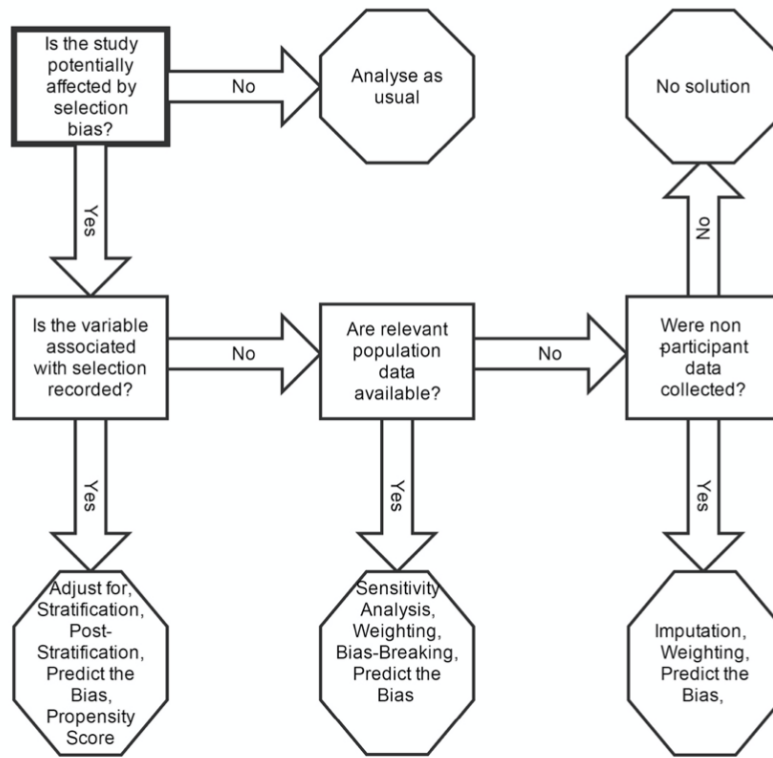 Is the study
potentially
affected by
selection
bias?
No
Analyse as
usual
No solution
Yes
No
Is the variable
associated
with selection
recorded?
No
Are relevant
population
data
available?
No
Were non
-participant
data
collected?
Yes
Yes
Yes
Adjust for,
Stratification,
Post-
Stratification,
Predict the
Bias,
Propensity
Score
Sensitivity
Analysis,
Weighting,
Bias-Breaking,
Predict the
Bias
Imputation,
Weighting,
Predict the
Bias,